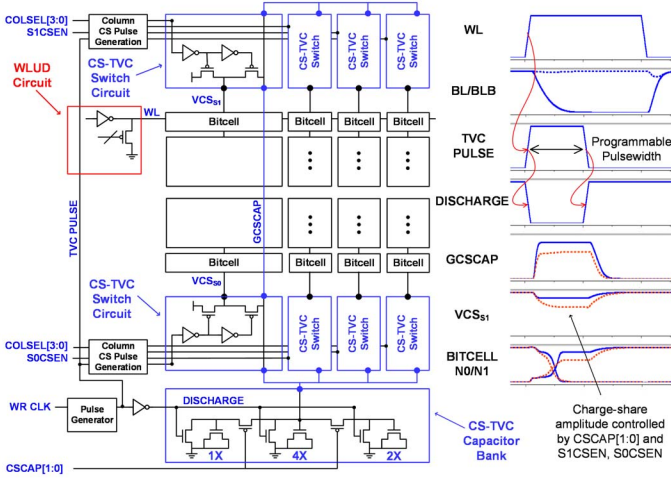 COLSEL[3:0]
S1CSEN
Column
CS Pulse
Generation
CS-TVC
Switch
Circuit
WLUD
Circuit
WL
VCSS1
CS-TVC
Switch
CS-TVC
Switch
CS-TVC
Switch
Bitcell
Bitcell
Bitcell
Bitcell
TVC PULSE
GCSCAP
Bitcell
Bitcell
Bitcell
Bitcell
CS-TVC
Switch
Circuit
VCSS0
CS-TVC
Switch
CS-TVC
Switch
CS-TVC
Switch
COLSEL[3:0]
S0CSEN
Column
CS Pulse
Generation
WR CLK
Pulse
Generator
DISCHARGE
1X
4X
2X
CS-TVC
Capacitor
Bank
CSCAP[1:0]
WL
BL/BLB
TVC
PULSE
Programmable
Pulsewidth
DISCHARGE
GCSCAP
VCSS1
BITCELL
N0/N1
Charge-share
amplitude controlled
by CSCAP[1:0] and
S1CSEN, S0CSEN